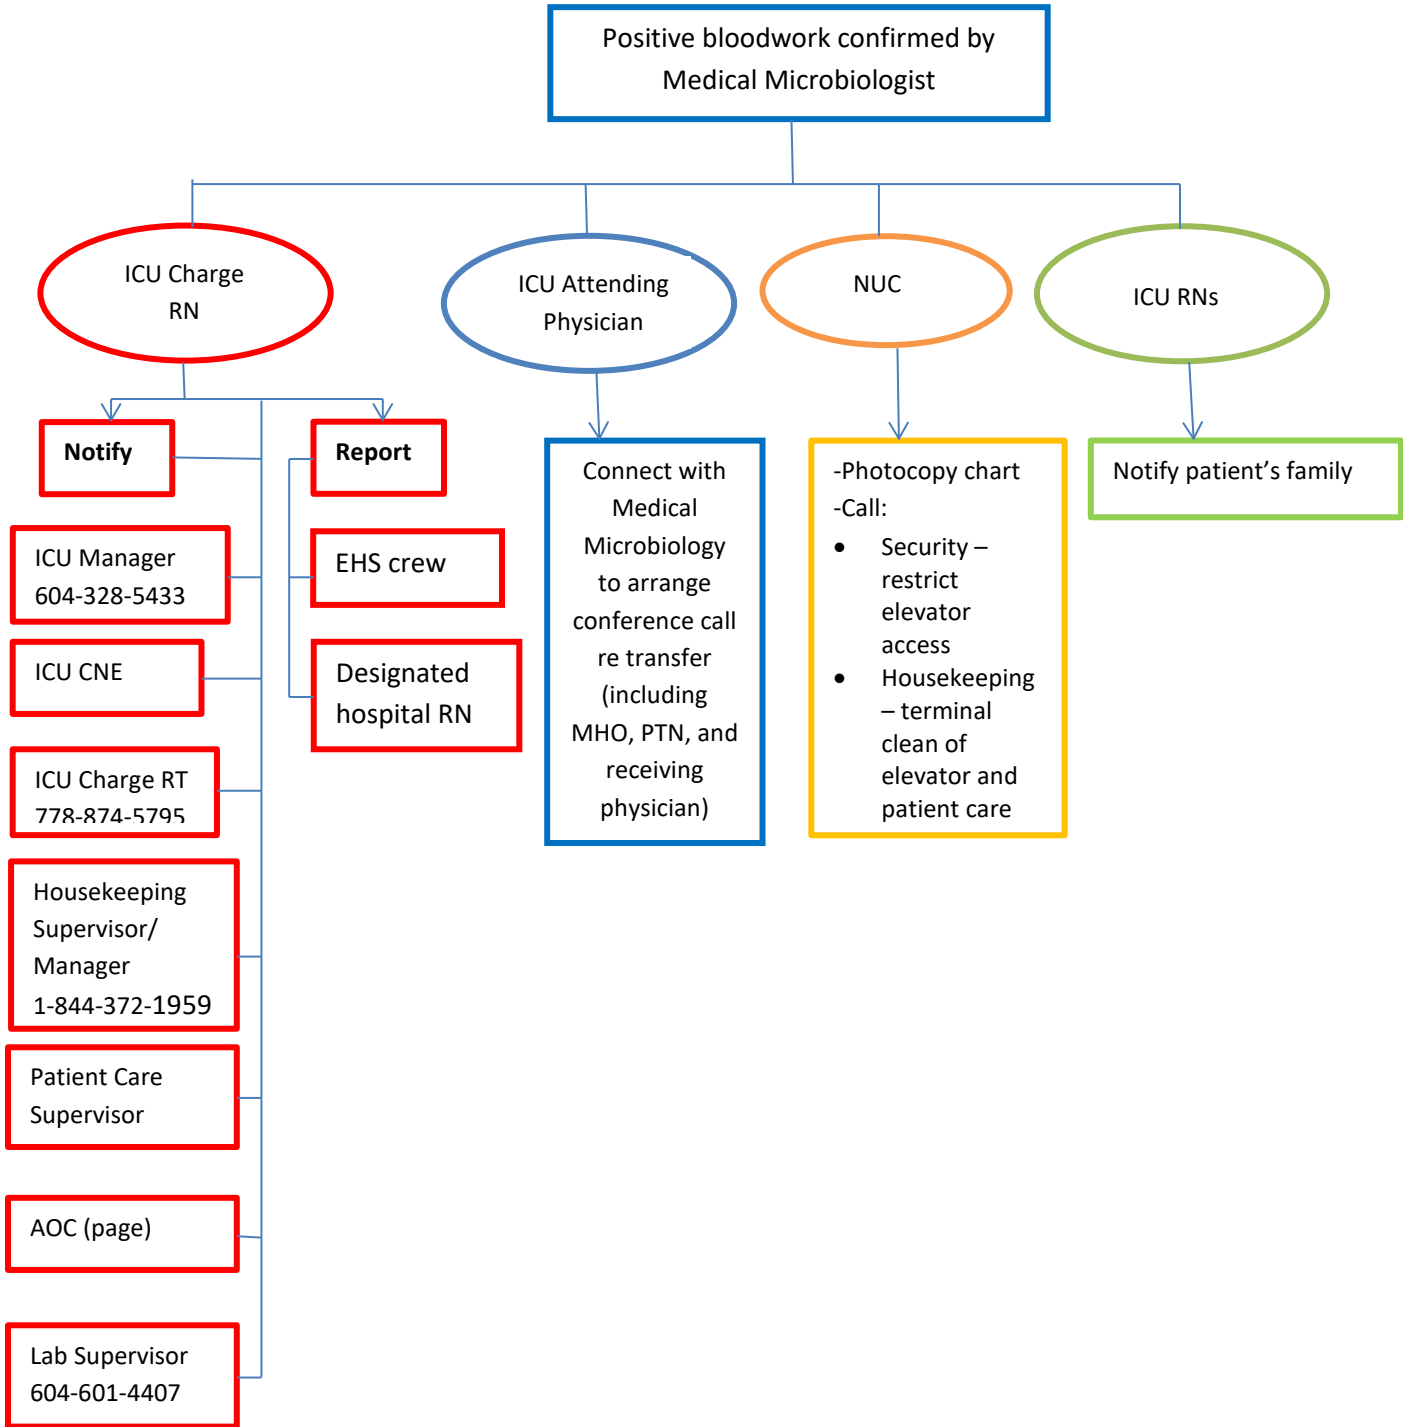 Positive bloodwork confirmed by
Medical Microbiologist
ICU Charge
RN
ICU Attending
Physician
NUC
ICU RNs
Notify
Report
ICU Manager
604-328-5433
ICU CNE
ICU Charge RT
778-874-5795
Housekeeping
Supervisor/
Manager
1-844-372-1959
Patient Care
Supervisor
AOC (page)
Lab Supervisor
604-601-4407
EHS crew
Designated
hospital RN
Connect with
Medical
Microbiology
to arrange
conference call
re transfer
(including
MHO, PTN, and
receiving
physician)
-Photocopy chart
-Call:
• Security –
restrict
elevator
access
• Housekeeping
– terminal
clean of
elevator and
patient care
Notify patient’s family